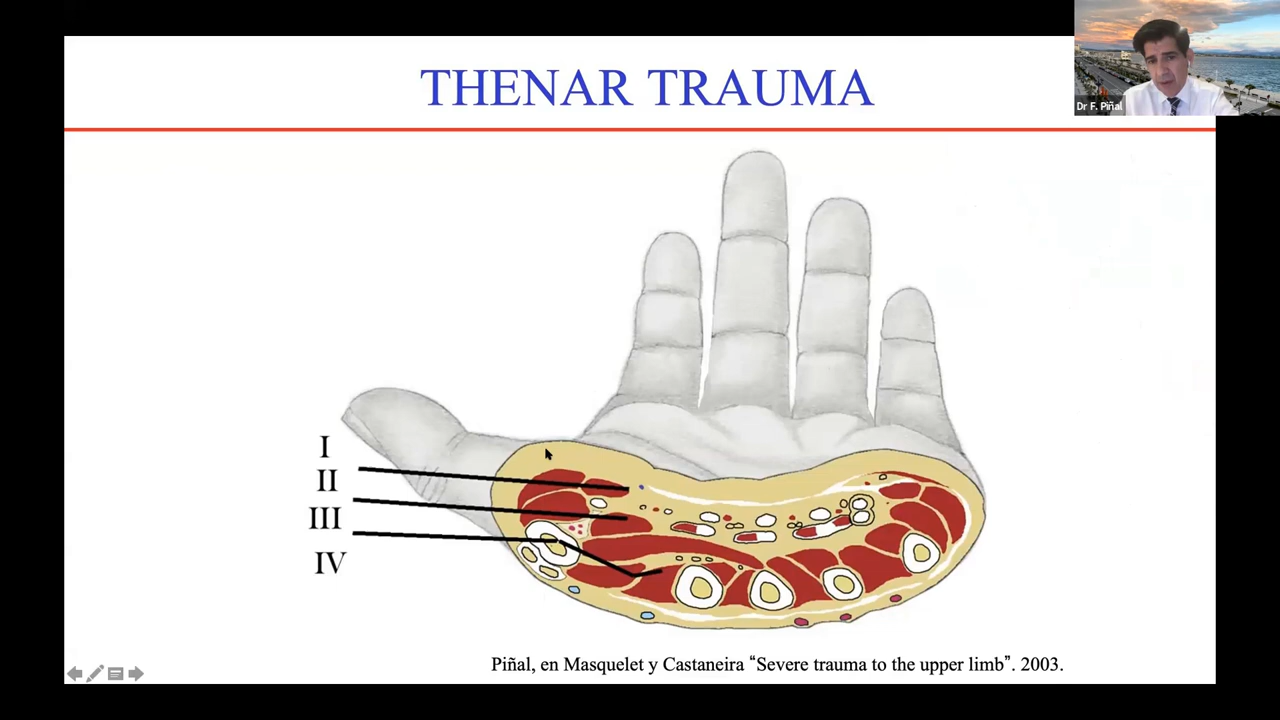 THENAR TRAUMA
Dr F. Piñal
I
II
III
IV
Piñal, en Masquelet y Castaneira “Severe trauma to the upper limb”. 2003.